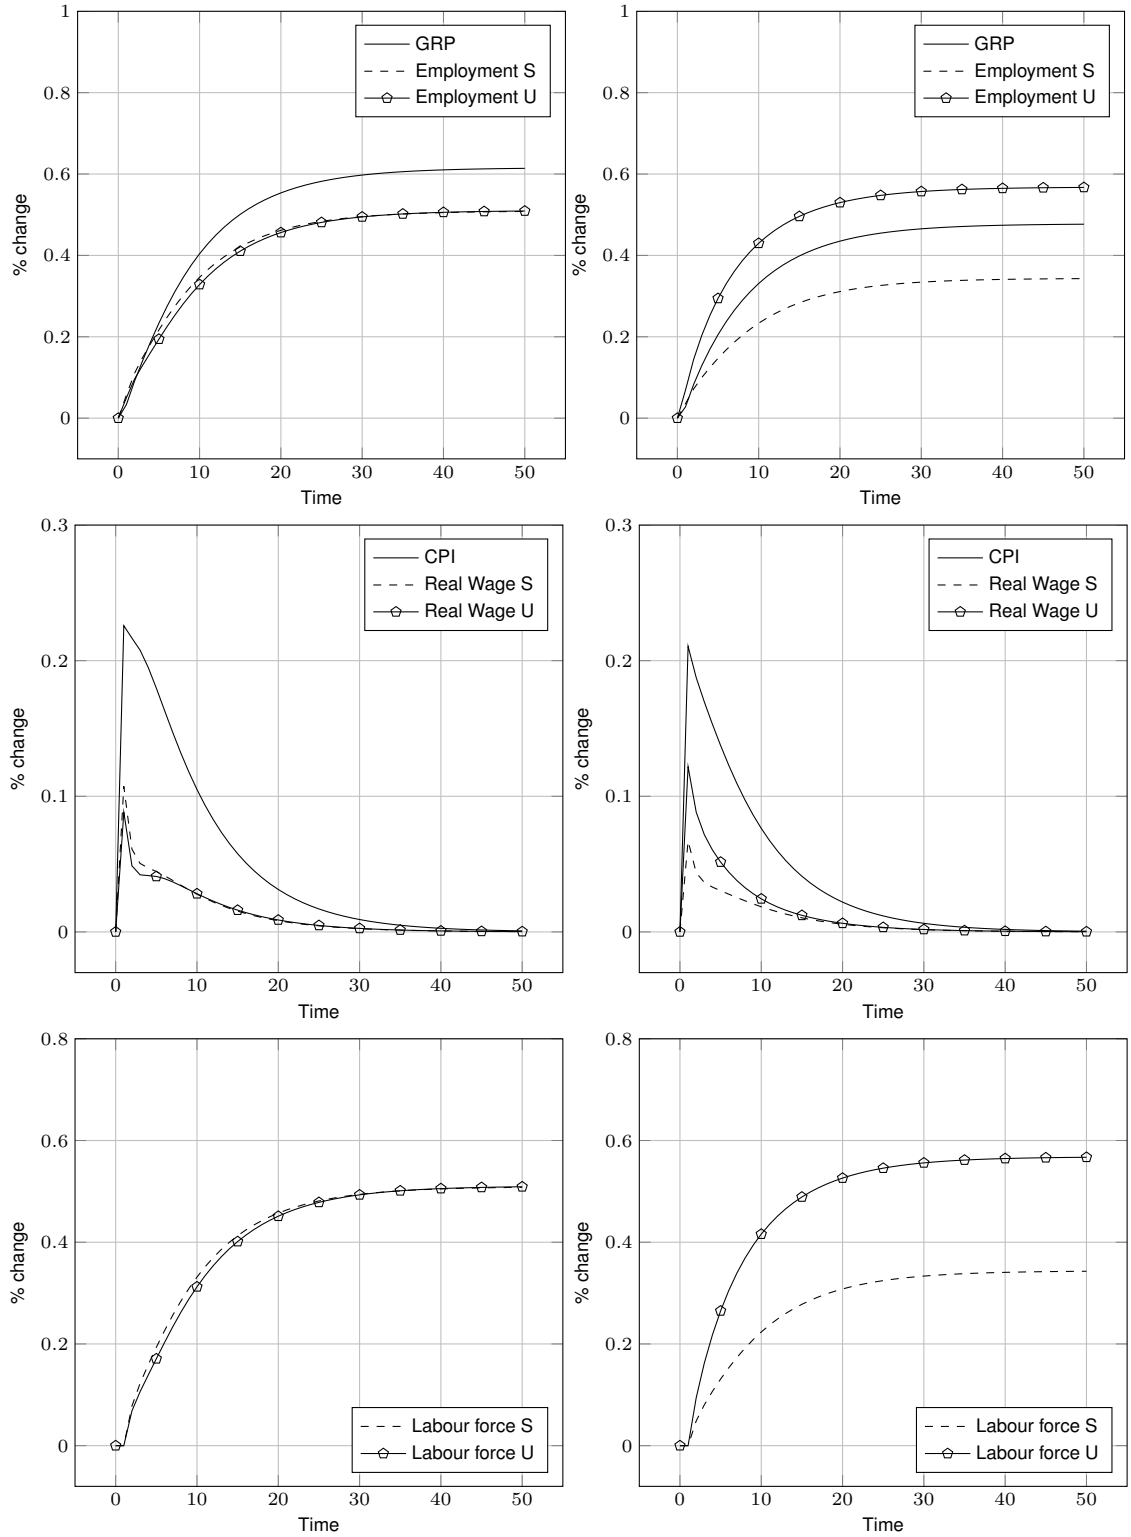 1
0.8
0.6
0.4
0.2
0
% change
0 10 20 30 40 50
Time
GRP
Employment S
Employment U
1
0.8
0.6
0.4
0.2
0
% change
0 10 20 30 40 50
Time
GRP
Employment S
Employment U
0.3
0.2
0.1
0
% change
0 10 20 30 40 50
Time
CPI
Real Wage S
Real Wage U
0.3
0.2
0.1
0
% change
0 10 20 30 40 50
Time
CPI
Real Wage S
Real Wage U
0.8
0.6
0.4
0.2
0
% change
0 10 20 30 40 50
Time
Labour force S
Labour force U
0.8
0.6
0.4
0.2
0
% change
0 10 20 30 40 50
Time
Labour force S
Labour force U